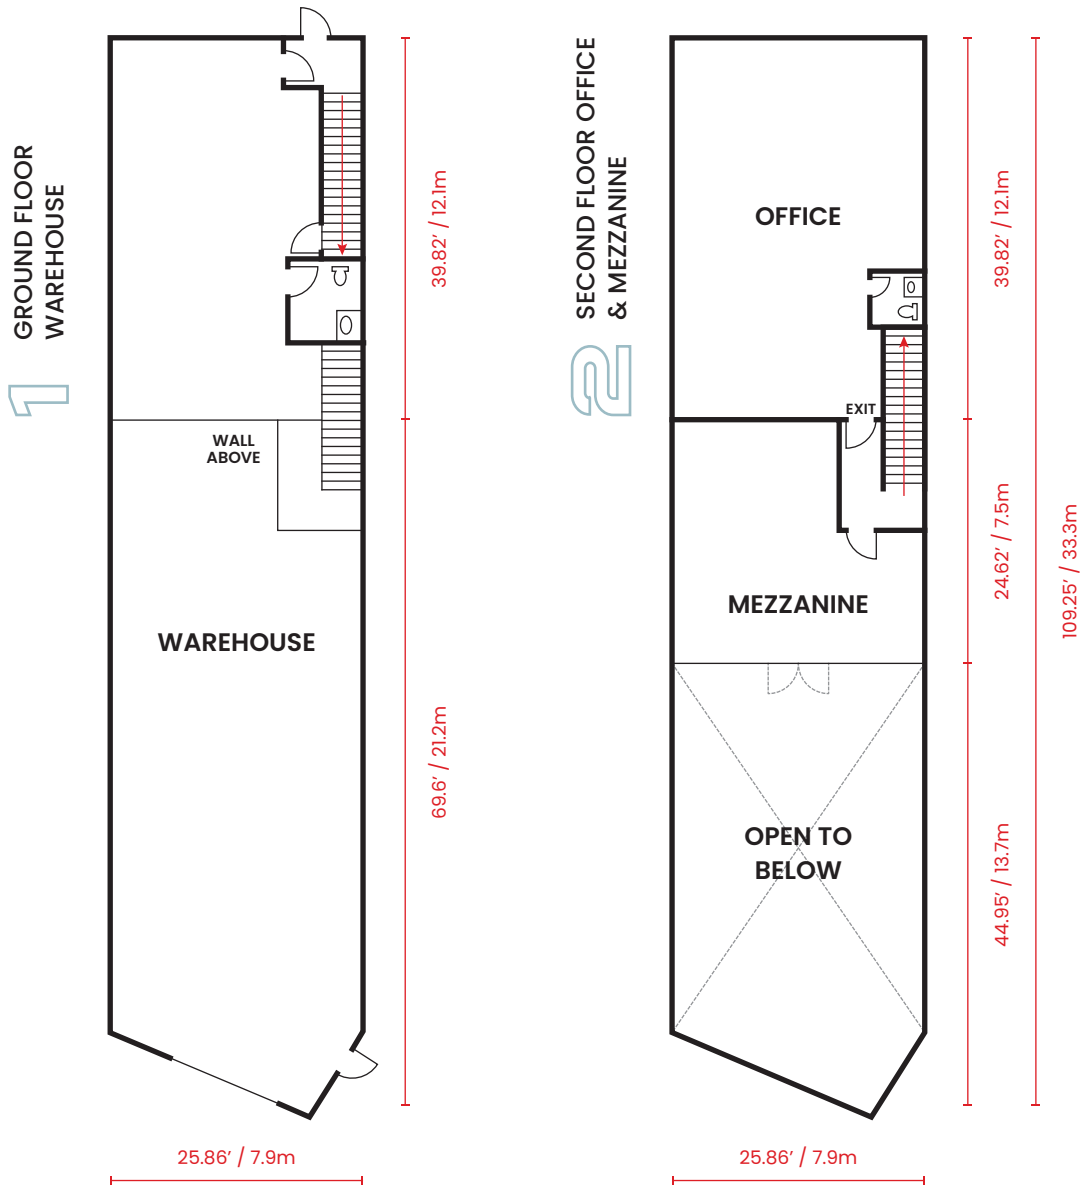 1
GROUND FLOOR
WAREHOUSE
WALL
ABOVE
WAREHOUSE
39.82’ / 12.1m
69.6’ / 21.2m
25.86’ / 7.9m
2
SECOND FLOOR OFFICE
& MEZZANINE
OFFICE
EXIT
MEZZANINE
OPEN TO
BELOW
39.82’ / 12.1m
24.62’ / 7.5m
44.95’ / 13.7m
109.25’ / 33.3m
25.86’ / 7.9m